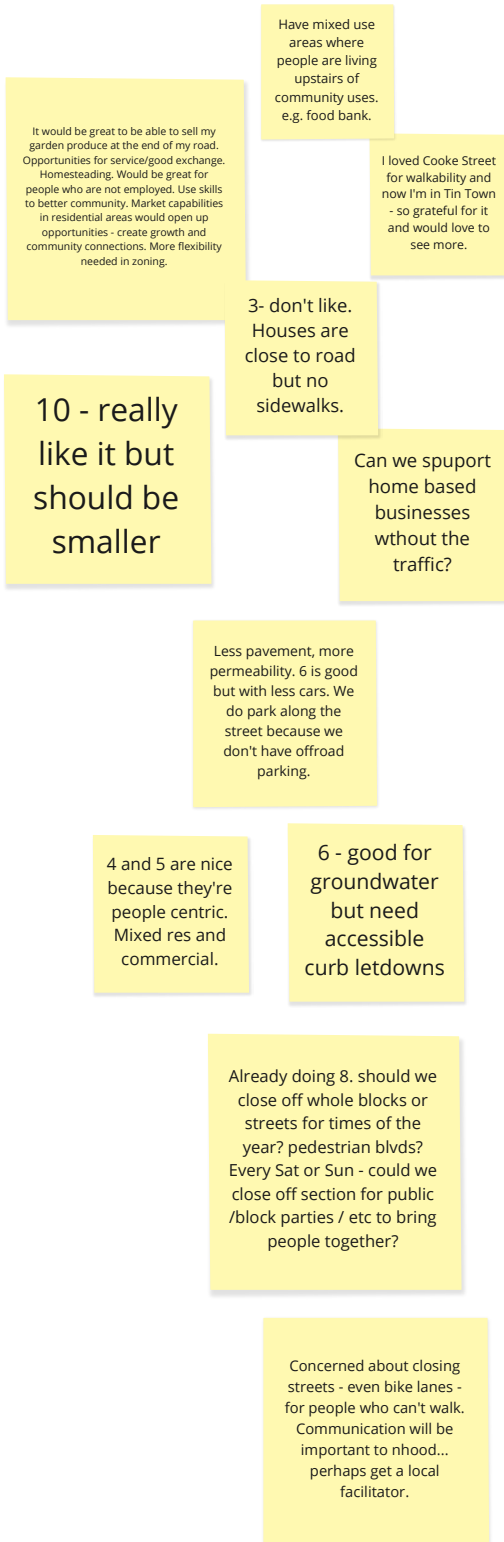 Have mixed use
areas where
people are living
upstairs of
community uses.
e.g. food bank.
It would be great to be able to sell my
garden produce at the end of my road.
Opportunities for service/good exchange.
Homesteading. Would be great for
people who are not employed. Use skills
to better community. Market capabilities
in residential areas would open up
opportunities - create growth and
community connections. More flexibility
needed in zoning.
I loved Cooke Street
for walkability and
now I'm in Tin Town
- so grateful for it
and would love to
see more.
3- don't like.
Houses are
close to road
but no
sidewalks.
10 - really
like it but
should be
smaller
Can we spuport
home based
businesses
wthout the
traffic?
Less pavement, more
permeability. 6 is good
but with less cars. We
do park along the
street because we
don't have offroad
parking.
4 and 5 are nice
because they're
people centric.
Mixed res and
commercial.
6 - good for
groundwater
but need
accessible
curb letdowns
Already doing 8. should we
close off whole blocks or
streets for times of the
year? pedestrian blvds?
Every Sat or Sun - could we
close off section for public
/block parties / etc to bring
people together?
Concerned about closing
streets - even bike lanes -
for people who can't walk.
Communication will be
important to nhood...
perhaps get a local
facilitator.